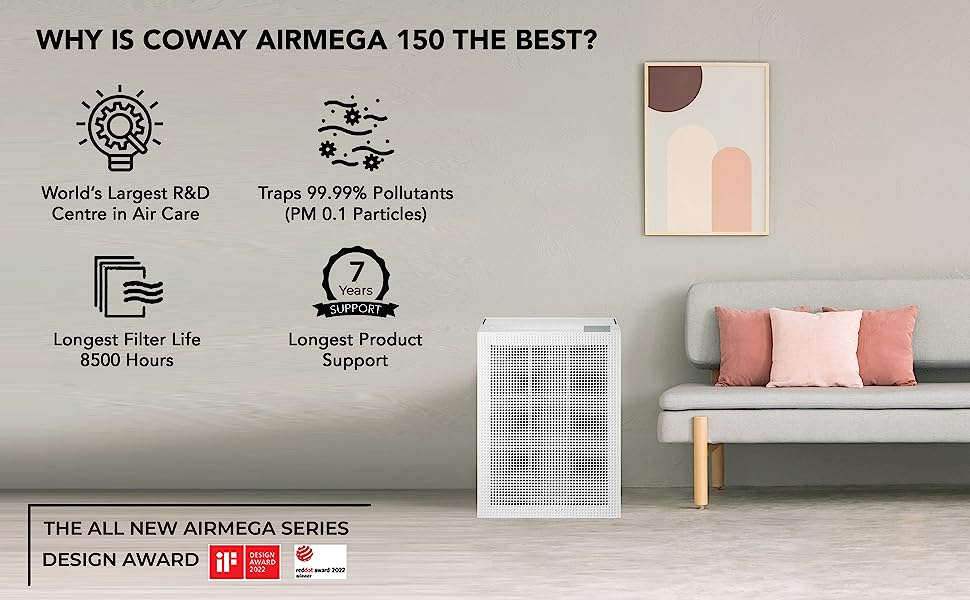 WHY IS COWAY AIRMEGA 150 THE BEST?
World's Largest R&D
Centre in Air Care
Traps 99.99% Pollutants
(PM 0.1 Particles)
Longest Filter Life
8500 Hours
7
Years
SUPPORT
Longest Product
Support
THE ALL NEW AIRMEGA SERIES
DESIGN AWARD
iF
DESIGN
AWARD
2022
reddot award 2022
winner